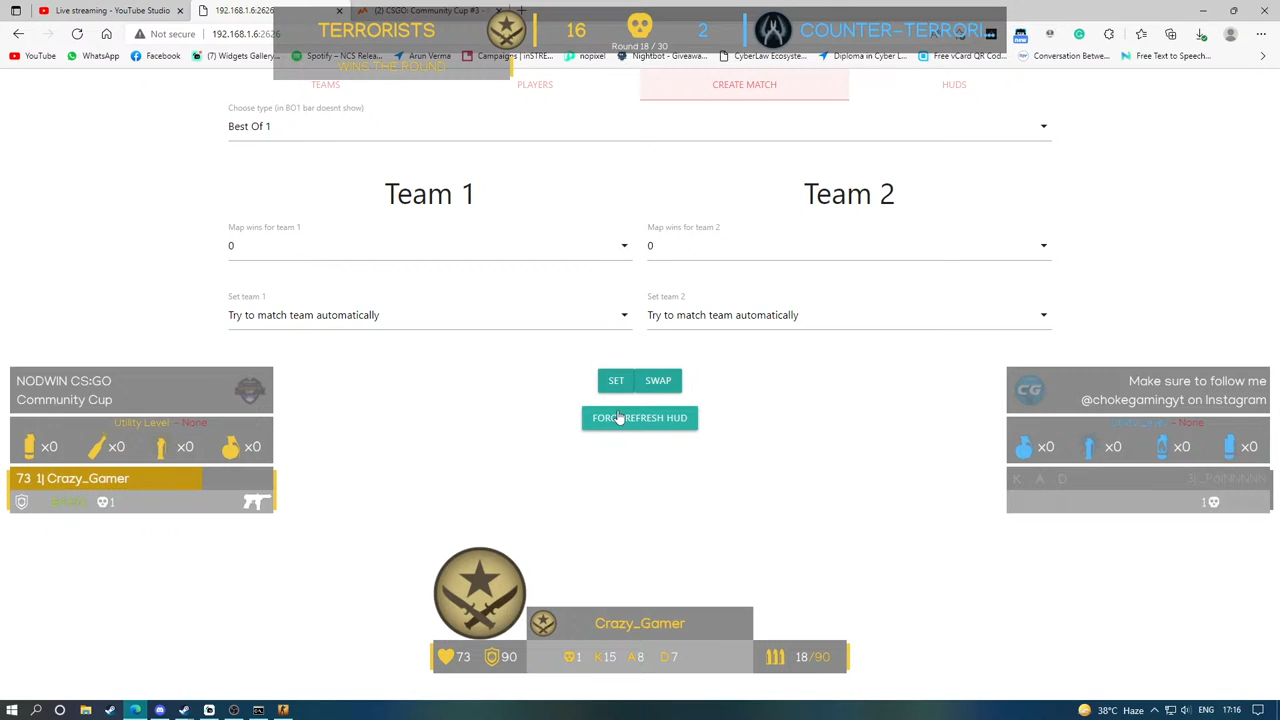 Live streaming - YouTube Studio
(2) CSGO: Community Cup #3 -
Not secure
192.168.1.6:2626
TERRORISTS
16
2
COUNTER-TERRORI
Round 18 / 30
WINS THE ROUND!
YouTube
WhatsApp
Facebook
Widgets Gallery...
Spotify - NCS Relea...
Arun Verma
Campaigns | inSTRE...
nopixel
Nightbot - Giveawa...
CyberLaw Ecosyste...
Diploma in Cyber L...
Free vCard QR Cod...
Conversation Betwe...
Free Text to Speech...
TEAMS
PLAYERS
CREATE MATCH
HUDS
Choose type (in BO1 bar doesnt show)
Best Of 1
Team 1
Team 2
Map wins for team 1
0
Map wins for team 2
0
Set team 1
Try to match team automatically
Set team 2
Try to match team automatically
SET
SWAP
FORCE REFRESH HUD
NODWIN CS:GO
Community Cup
Utility Level - None
x0
x0
x0
x0
73 1| Crazy_Gamer
1
Make sure to follow me
@chokegamingyt on Instagram
Utility Level - None
x0
x0
x0
x0
K A D
1
Crazy_Gamer
73
90
1
K 15
A 8
D 7
18/90
38°C Haze
ENG
17:16